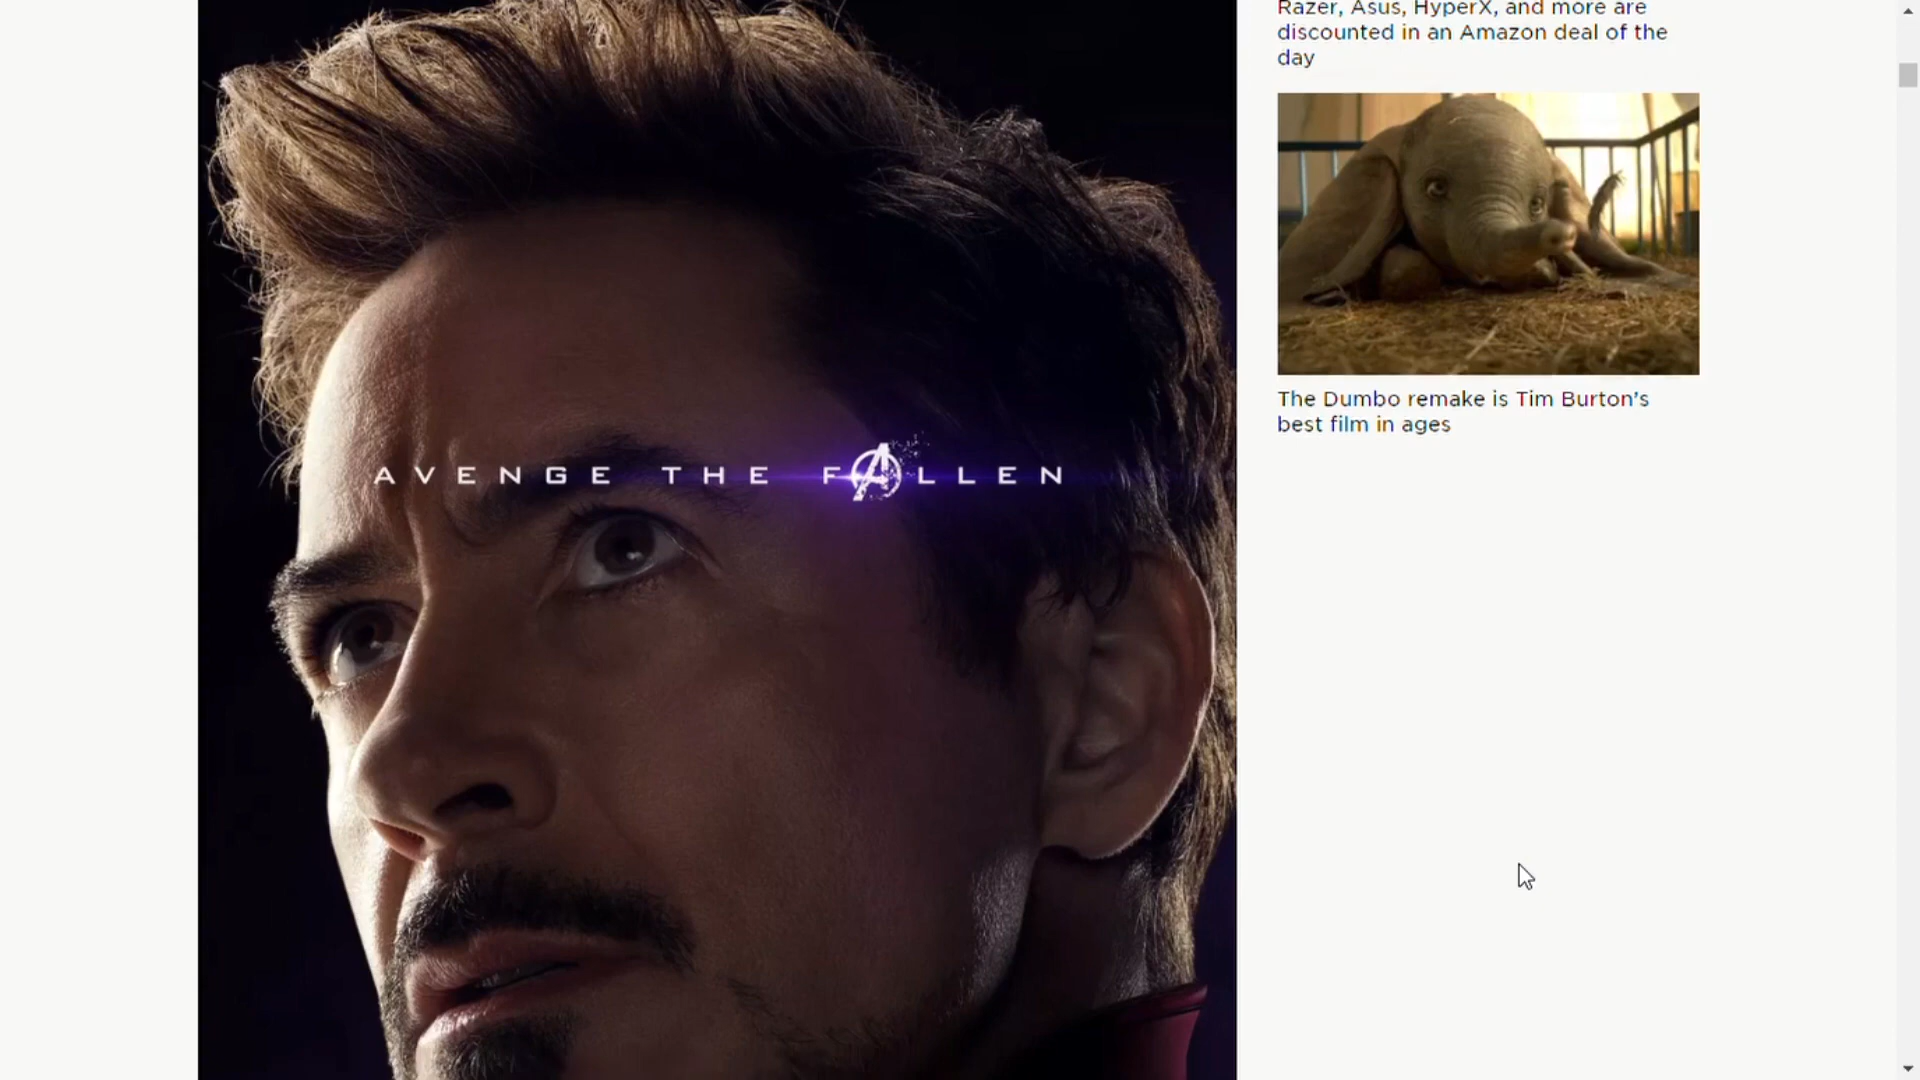 AVENGE THE FALLEN
Razer, Asus, HyperX, and more are
discounted in an Amazon deal of the
day
The Dumbo remake is Tim Burton's
best film in ages